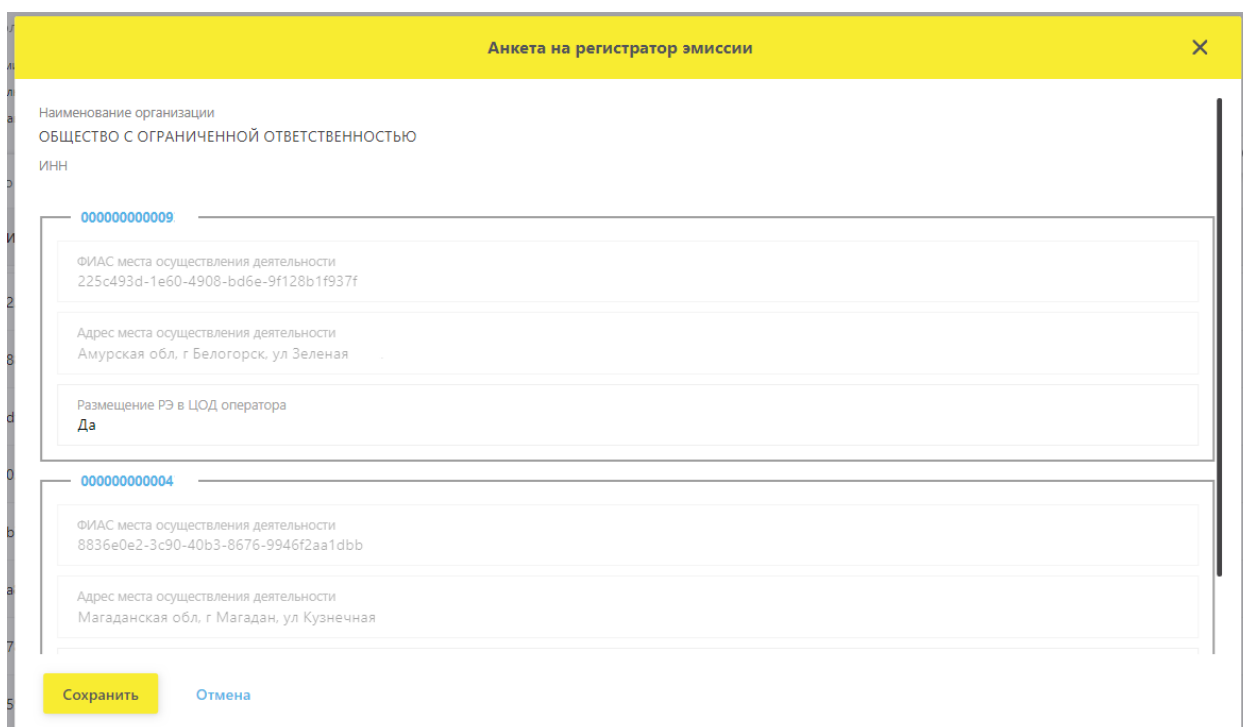 Анкета на регистратор эмиссии
Наименование организации
ОБЩЕСТВО С ОГРАНИЧЕННОЙ ОТВЕТСТВЕННОСТЬЮ
ИНН
000000000009
ФИАС места осуществления деятельности
225c493d-1e60-4908-bd6e-9f128b1f937f
Адрес места осуществления деятельности
Амурская обл, г Белогорск, ул Зеленая
Размещение РЭ в ЦОД оператора
Да
000000000004
ФИАС места осуществления деятельности
8836e0e2-3c90-40b3-8676-9946f2aa1dbb
Адрес места осуществления деятельности
Магаданская обл, г Магадан, ул Кузнечная
Сохранить
Отмена